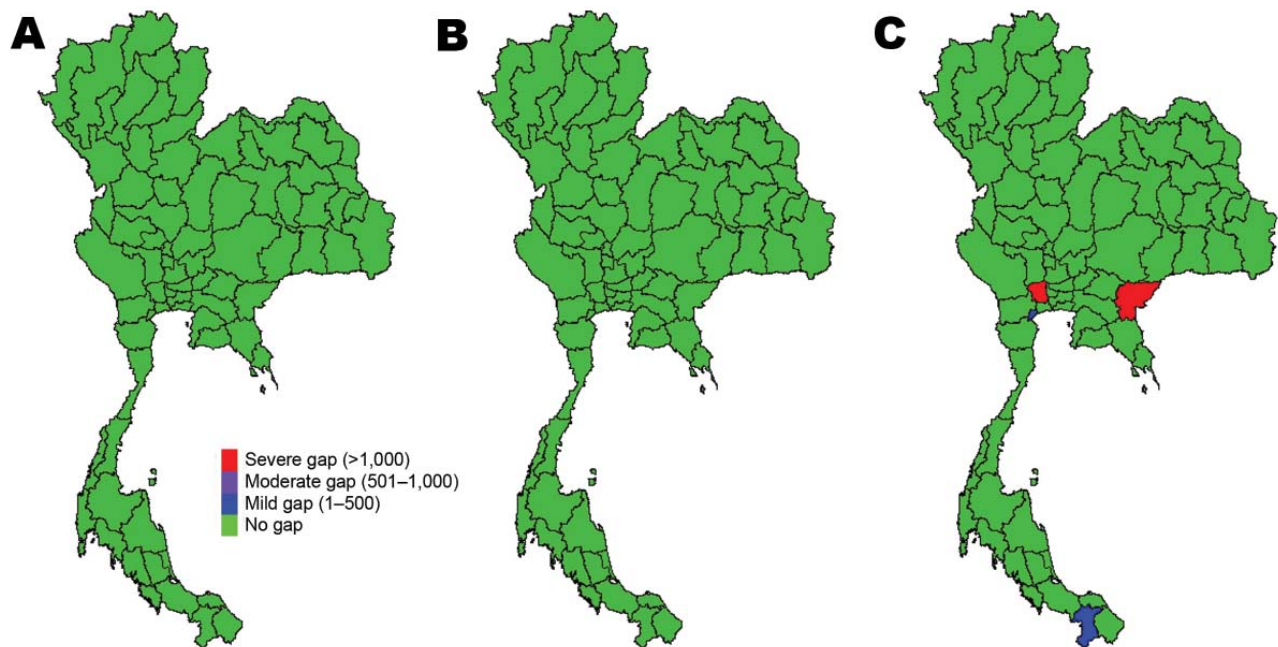 A
B
C
Severe gap (>1,000)
Moderate gap (501–1,000)
Mild gap (1–500)
No gap